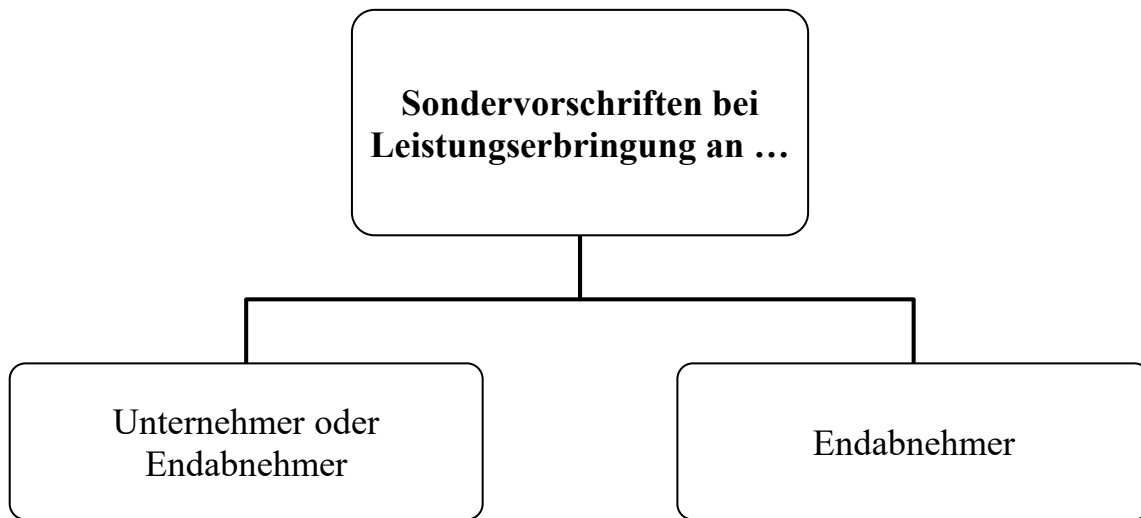 Sondervorschriften bei
Leistungserbringung an …
Unternehmer oder
Endabnehmer
Endabnehmer